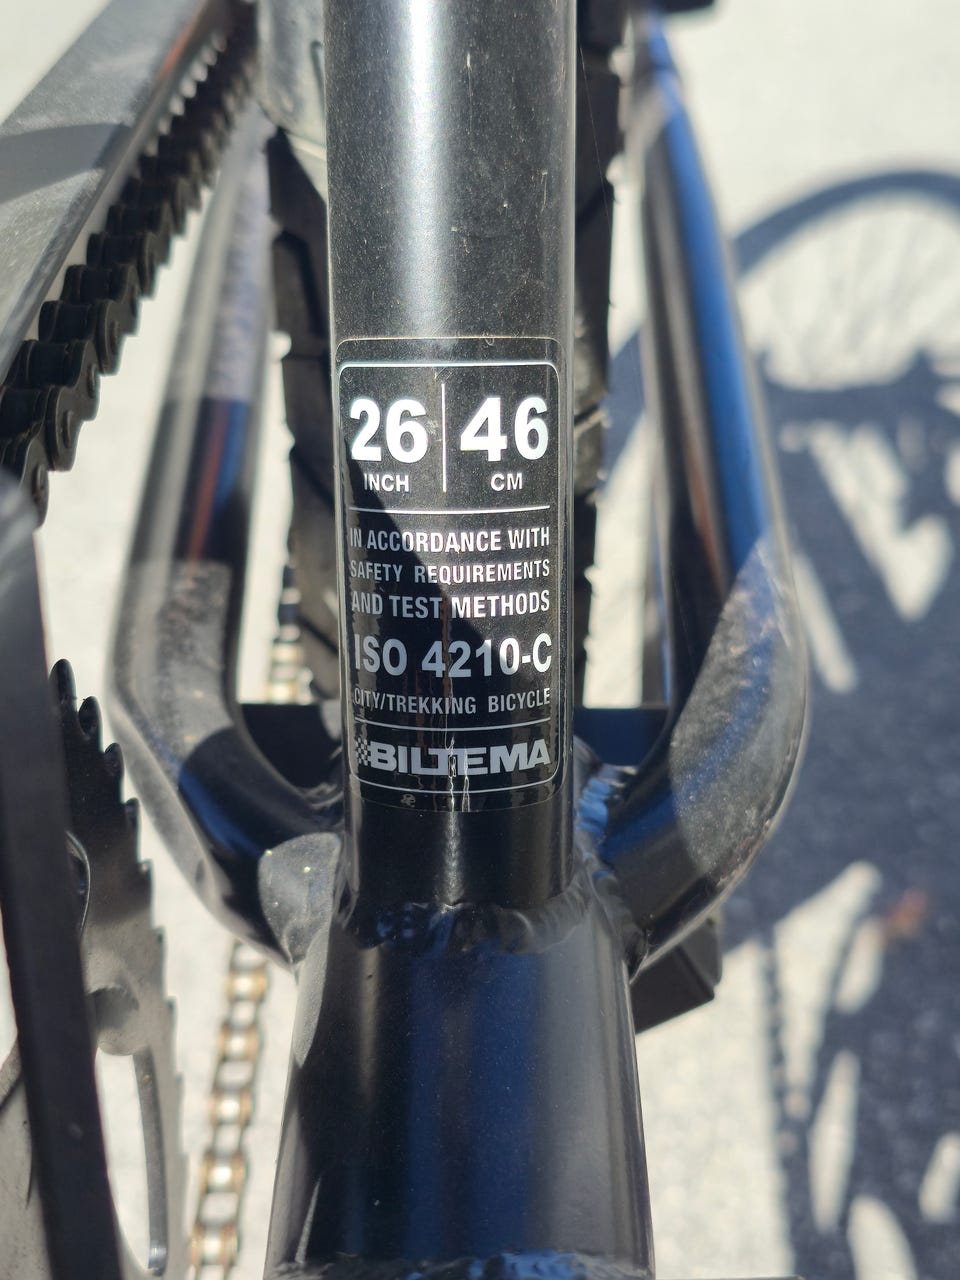 26 46
INCH CM
IN ACCORDANCE WITH
SAFETY REQUIREMENTS
AND TEST METHODS
ISO 4210-C
CITY/TREKKING BICYCLE
BILTEMA